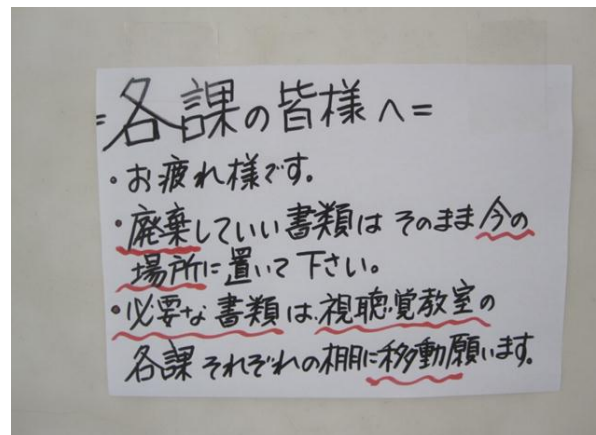 =各課の皆様へ=
・お疲れ様です。
・廃棄していい書類はそのまま今の
場所に置いて下さい。
・必要な書類は視聴覚教室の
各課それぞれの棚に移動願います。